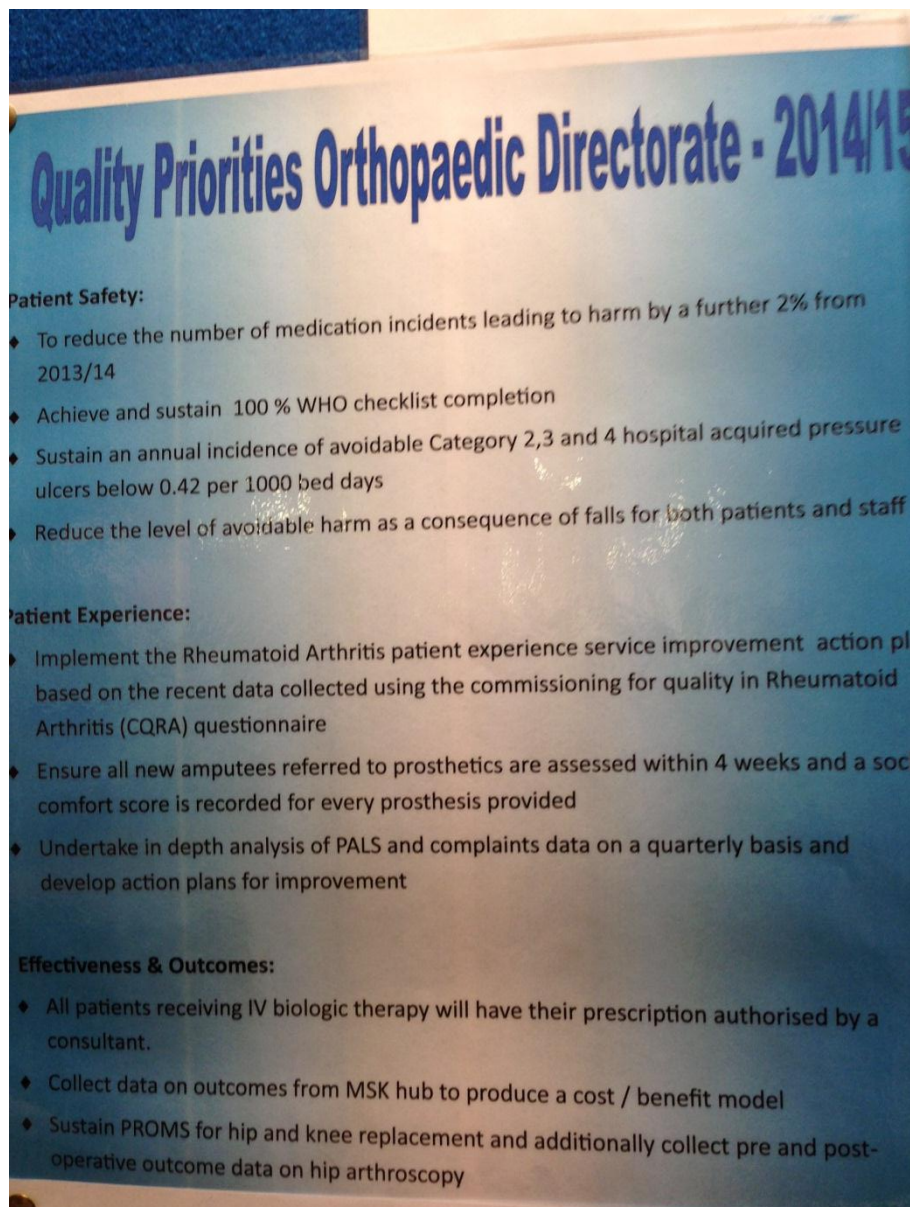 Quality Priorities Orthopaedic Directorate - 2014/15
Patient Safety:
♦ To reduce the number of medication incidents leading to harm by a further 2% from
2013/14
♦ Achieve and sustain 100 % WHO checklist completion
♦ Sustain an annual incidence of avoidable Category 2,3 and 4 hospital acquired pressure
ulcers below 0.42 per 1000 bed days
♦ Reduce the level of avoidable harm as a consequence of falls for both patients and staff
Patient Experience:
♦ Implement the Rheumatoid Arthritis patient experience service improvement action pl
based on the recent data collected using the commissioning for quality in Rheumatoid
Arthritis (CQRA) questionnaire
♦ Ensure all new amputees referred to prosthetics are assessed within 4 weeks and a soc
comfort score is recorded for every prosthesis provided
♦ Undertake in depth analysis of PALS and complaints data on a quarterly basis and
develop action plans for improvement
Effectiveness & Outcomes:
♦ All patients receiving IV biologic therapy will have their prescription authorised by a
consultant.
♦ Collect data on outcomes from MSK hub to produce a cost / benefit model
♦ Sustain PROMS for hip and knee replacement and additionally collect pre and post-
operative outcome data on hip arthroscopy